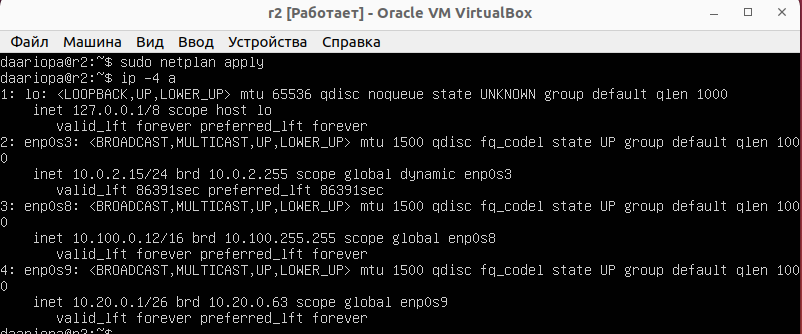 r2 [Работает] - Oracle VM VirtualBox
Файл Машина Вид Ввод Устройства Справка
daariopa@r2:~$ sudo netplan apply
daariopa@r2:~$ ip -4 a
1: lo: <LOOPBACK,UP,LOWER_UP> mtu 65536 qdisc noqueue state UNKNOWN group default qlen 1000
    inet 127.0.0.1/8 scope host lo
       valid_lft forever preferred_lft forever
2: enp0s3: <BROADCAST,MULTICAST,UP,LOWER_UP> mtu 1500 qdisc fq_codel state UP group default qlen 100
0
    inet 10.0.2.15/24 brd 10.0.2.255 scope global dynamic enp0s3
       valid_lft 86391sec preferred_lft 86391sec
3: enp0s8: <BROADCAST,MULTICAST,UP,LOWER_UP> mtu 1500 qdisc fq_codel state UP group default qlen 100
0
    inet 10.100.0.12/16 brd 10.100.255.255 scope global enp0s8
       valid_lft forever preferred_lft forever
4: enp0s9: <BROADCAST,MULTICAST,UP,LOWER_UP> mtu 1500 qdisc fq_codel state UP group default qlen 100
0
    inet 10.20.0.1/26 brd 10.20.0.63 scope global enp0s9
       valid_lft forever preferred_lft forever
daariopa@r2:~$